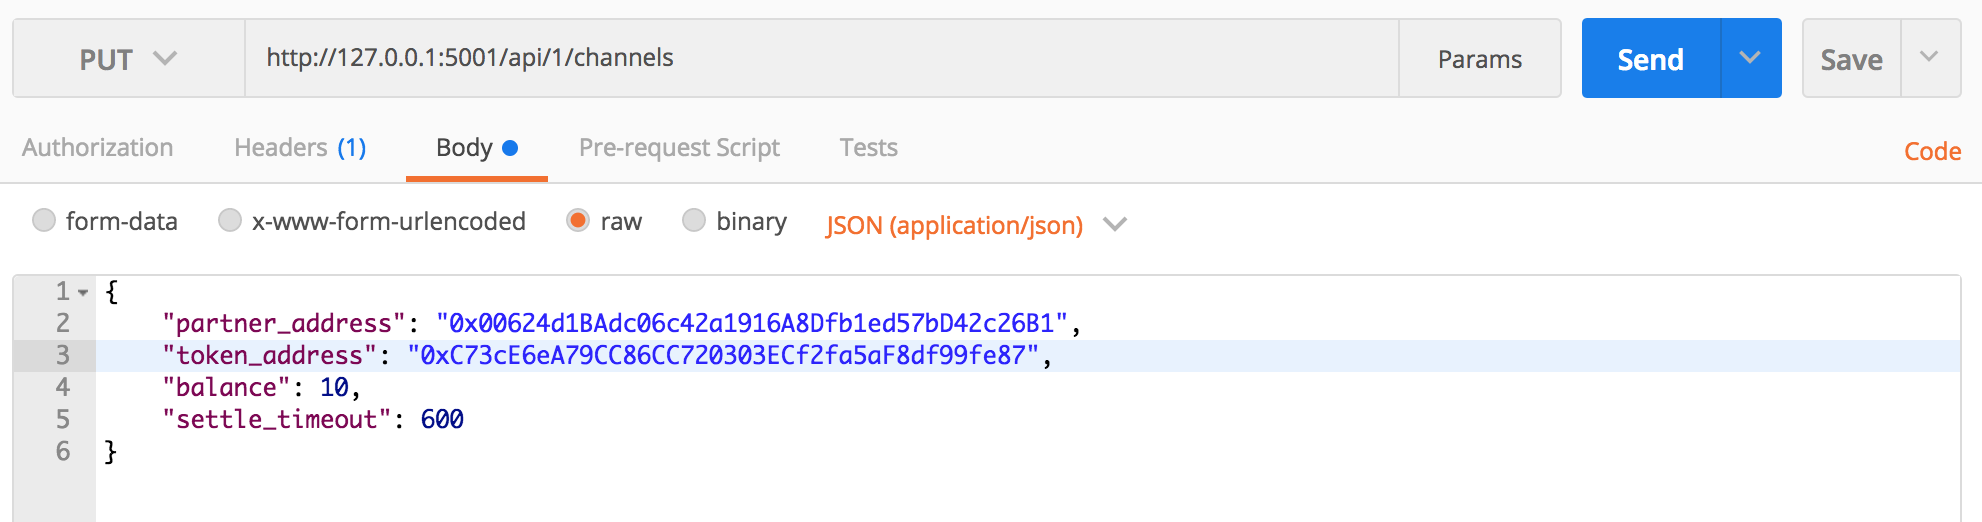 PUT http://127.0.0.1:5001/api/1/channels Params Send Save
Authorization Headers (1) Body Pre-request Script Tests Code
form-data x-www-form-urlencoded raw binary JSON (application/json)
1 {
2 "partner_address": "0x00624d1BAdc06c42a1916A8Dfb1ed57bD42c26B1",
3 "token_address": "0xC73cE6eA79CC86CC720303ECf2fa5aF8df99fe87",
4 "balance": 10,
5 "settle_timeout": 600
6 }